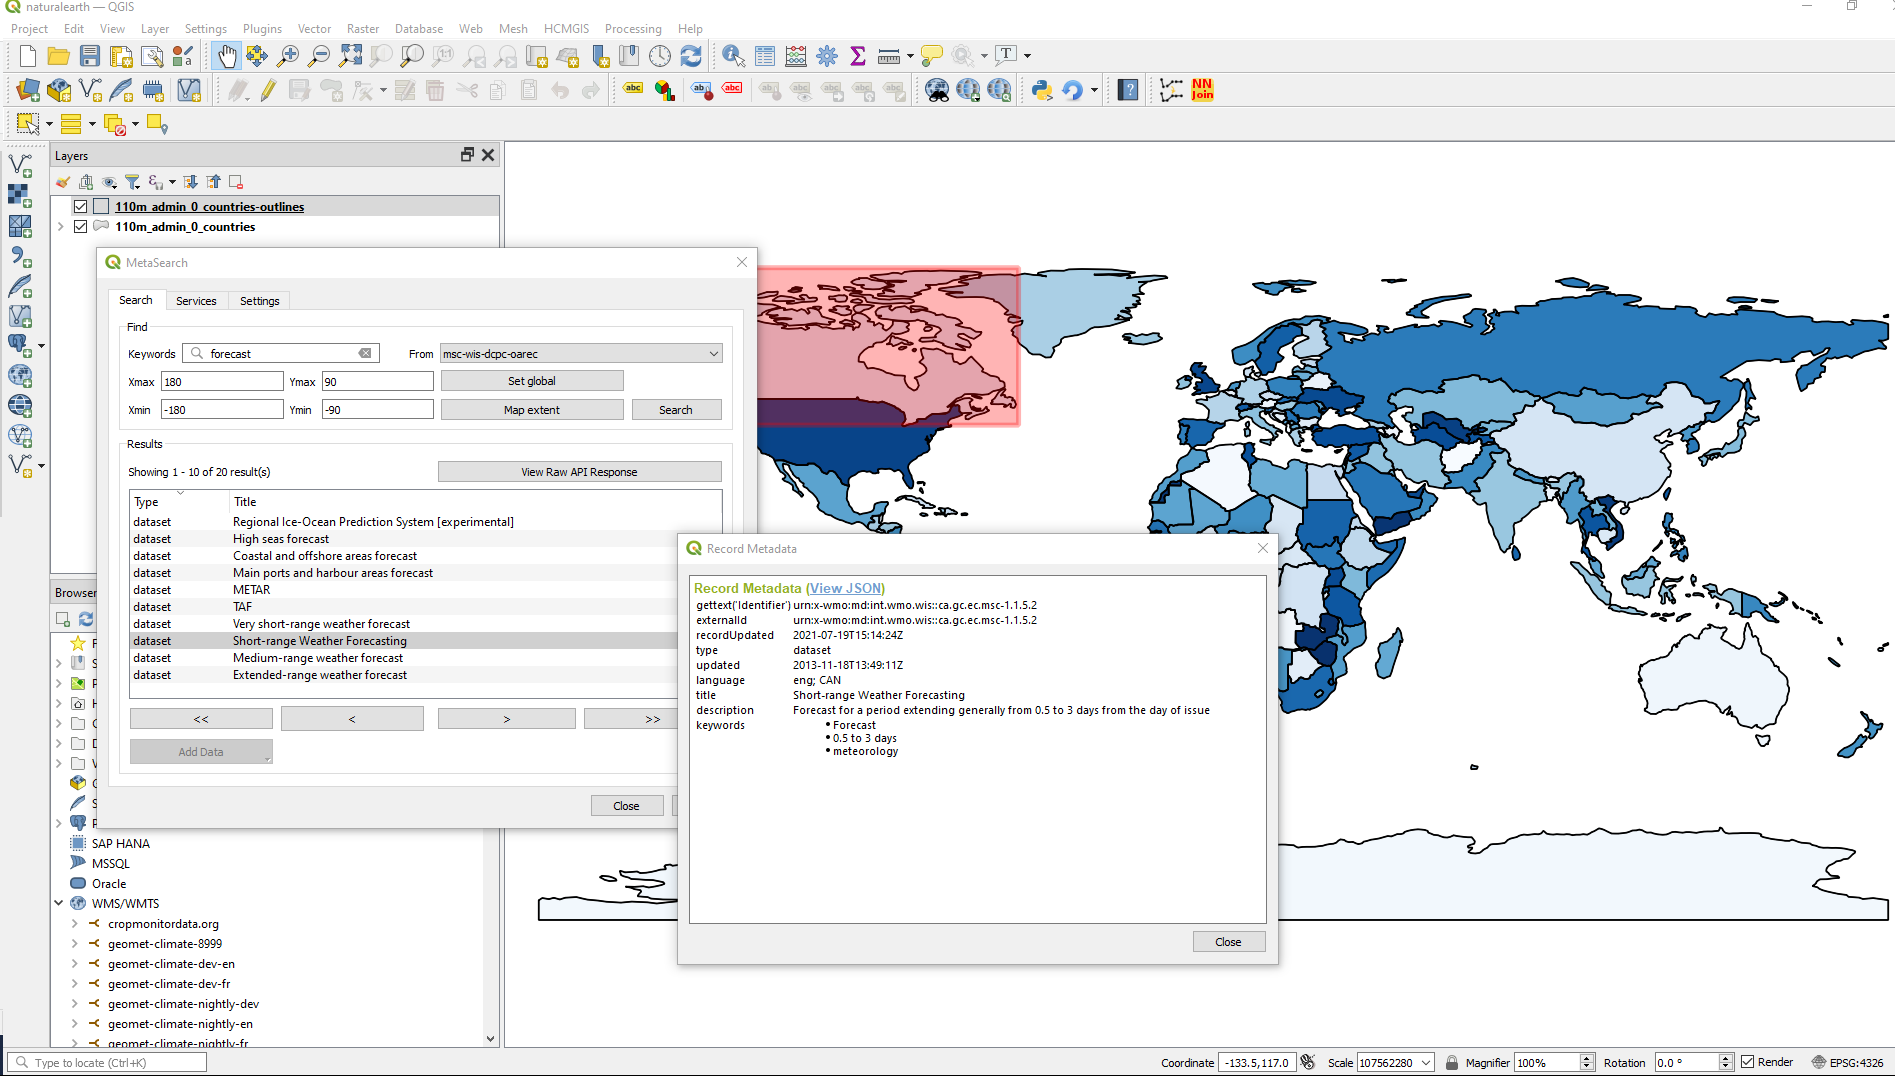 naturalearth — QGIS
Project Edit View Layer Settings Plugins Vector Raster Database Web Mesh HCMGIS Processing Help
NN Join
Layers
110m_admin_0_countries-outlines
110m_admin_0_countries
MetaSearch
Search Services Settings
Find
Keywords forecast From msc-wis-dcpc-oarec
Xmax 180 Ymax 90 Set global
Xmin -180 Ymin -90 Map extent Search
Results
Showing 1 - 10 of 20 result(s) View Raw API Response
Type Title
dataset Regional Ice-Ocean Prediction System [experimental]
dataset High seas forecast
dataset Coastal and offshore areas forecast
dataset Main ports and harbour areas forecast
dataset METAR
dataset TAF
dataset Very short-range weather forecast
dataset Short-range Weather Forecasting
dataset Medium-range weather forecast
dataset Extended-range weather forecast
<< < > >>
Add Data
Close
Record Metadata
Record Metadata (View JSON)
gettext('Identifier') urn:x-wmo:md:int.wmo.wis::ca.gc.ec.msc-1.1.5.2
externalId urn:x-wmo:md:int.wmo.wis::ca.gc.ec.msc-1.1.5.2
recordUpdated 2021-07-19T15:14:24Z
type dataset
updated 2013-11-18T13:49:11Z
language eng; CAN
title Short-range Weather Forecasting
description Forecast for a period extending generally from 0.5 to 3 days from the day of issue
keywords • Forecast
• 0.5 to 3 days
• meteorology
Close
Browser
SAP HANA
MSSQL
Oracle
WMS/WMTS
cropmonitordata.org
geomet-climate-8999
geomet-climate-dev-en
geomet-climate-dev-fr
geomet-climate-nightly-dev
geomet-climate-nightly-en
geomet-climate-nightly-fr
Type to locate (Ctrl+K)
Coordinate -133.5,117.0 Scale 107562280 Magnifier 100% Rotation 0.0 ° Render EPSG:4326